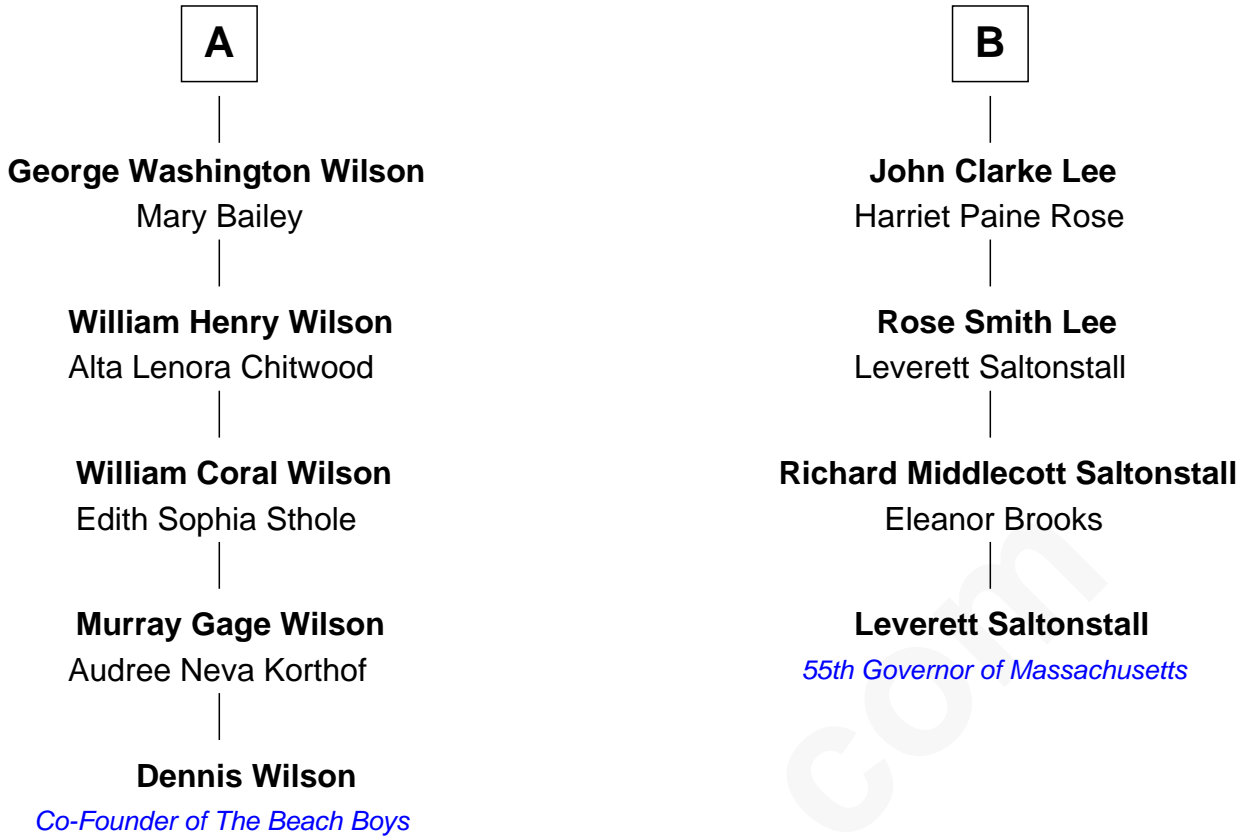 A
George Washington Wilson
Mary Bailey
William Henry Wilson
Alta Lenora Chitwood
William Coral Wilson
Edith Sophia Sthole
Murray Gage Wilson
Audree Neva Korthof
Dennis Wilson
Co-Founder of The Beach Boys
B
John Clarke Lee
Harriet Paine Rose
Rose Smith Lee
Leverett Saltonstall
Richard Middlecott Saltonstall
Eleanor Brooks
Leverett Saltonstall
55th Governor of Massachusetts
com